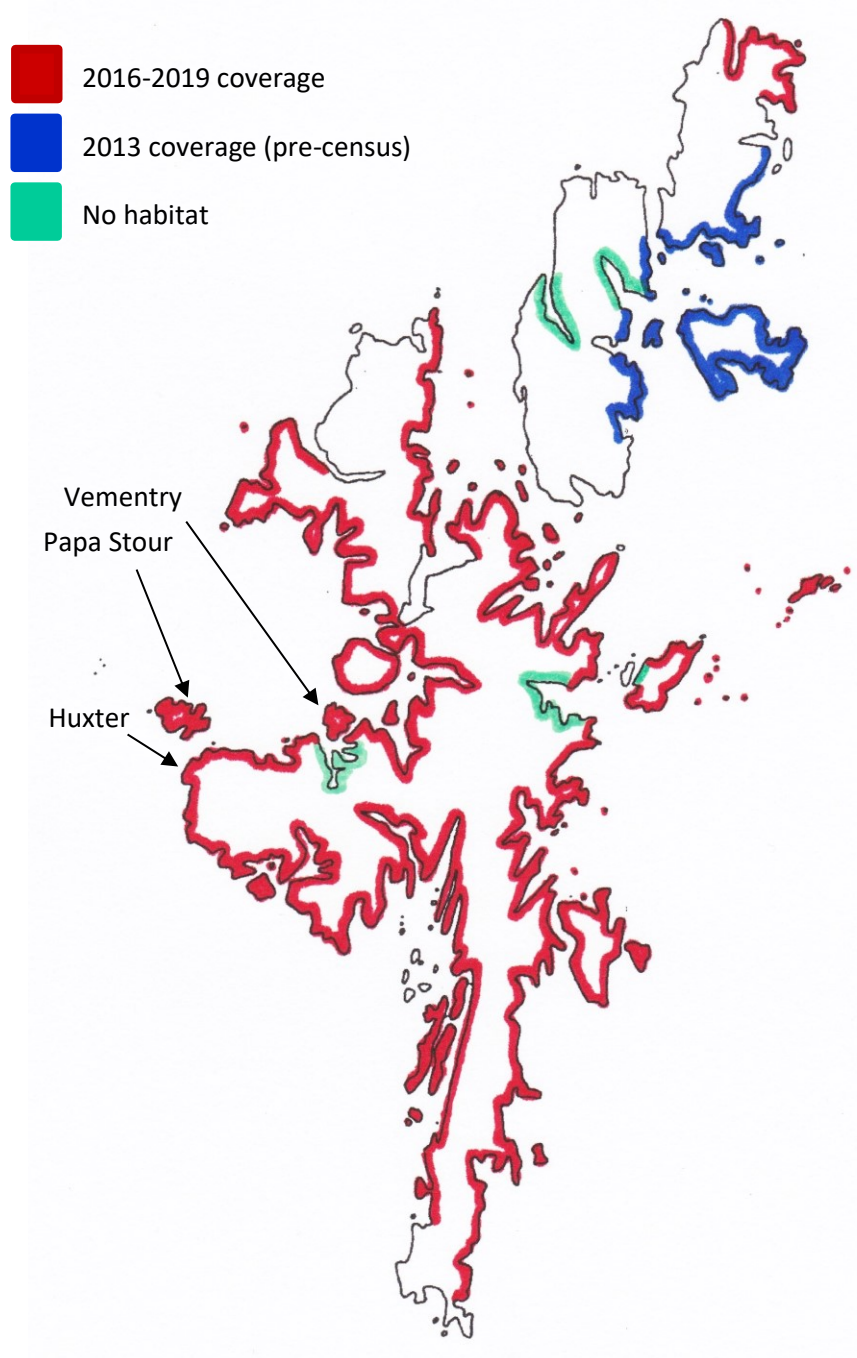 2016-2019 coverage
2013 coverage (pre-census)
No habitat
Vementry
Papa Stour
Huxter